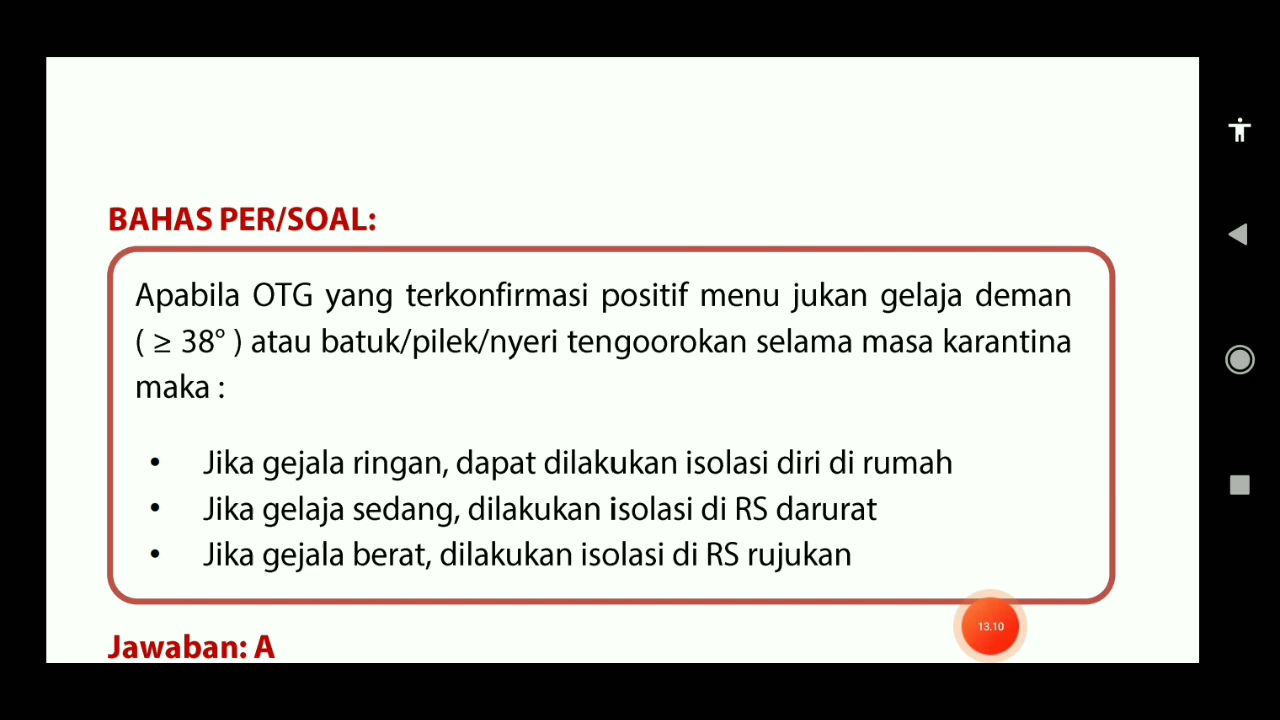 BAHAS PER/SOAL:
Apabila OTG yang terkonfirmasi positif menu jukan gelaja deman
( ≥ 38° ) atau batuk/pilek/nyeri tengoorokan selama masa karantina
maka :
• Jika gejala ringan, dapat dilakukan isolasi diri di rumah
• Jika gelaja sedang, dilakukan isolasi di RS darurat
• Jika gejala berat, dilakukan isolasi di RS rujukan
13.10
Jawaban: A